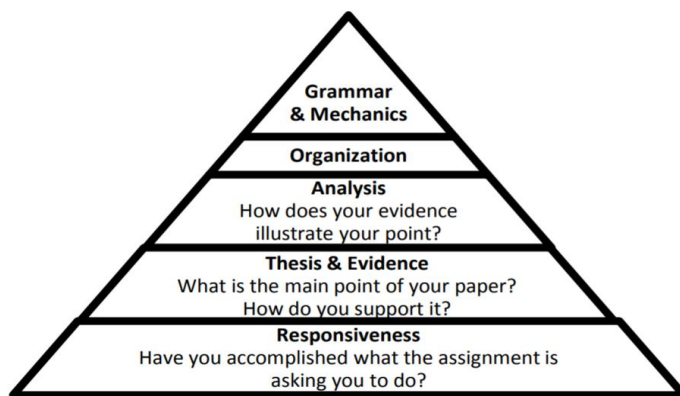 Grammar
& Mechanics
Organization
Analysis
How does your evidence
illustrate your point?
Thesis & Evidence
What is the main point of your paper?
How do you support it?
Responsiveness
Have you accomplished what the assignment is
asking you to do?